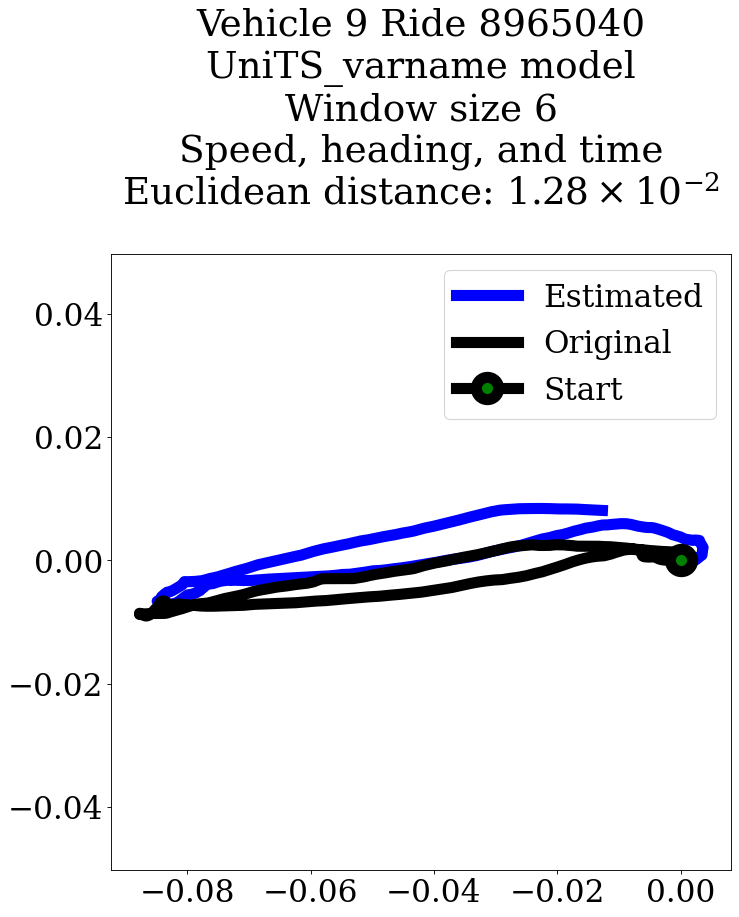 Vehicle 9 Ride 8965040
UniTS_varname model
Window size 6
Speed, heading, and time
Euclidean distance: 1.28 × 10⁻²
Estimated
Original
Start
0.04
0.02
0.00
−0.02
−0.04
−0.08
−0.06
−0.04
−0.02
0.00